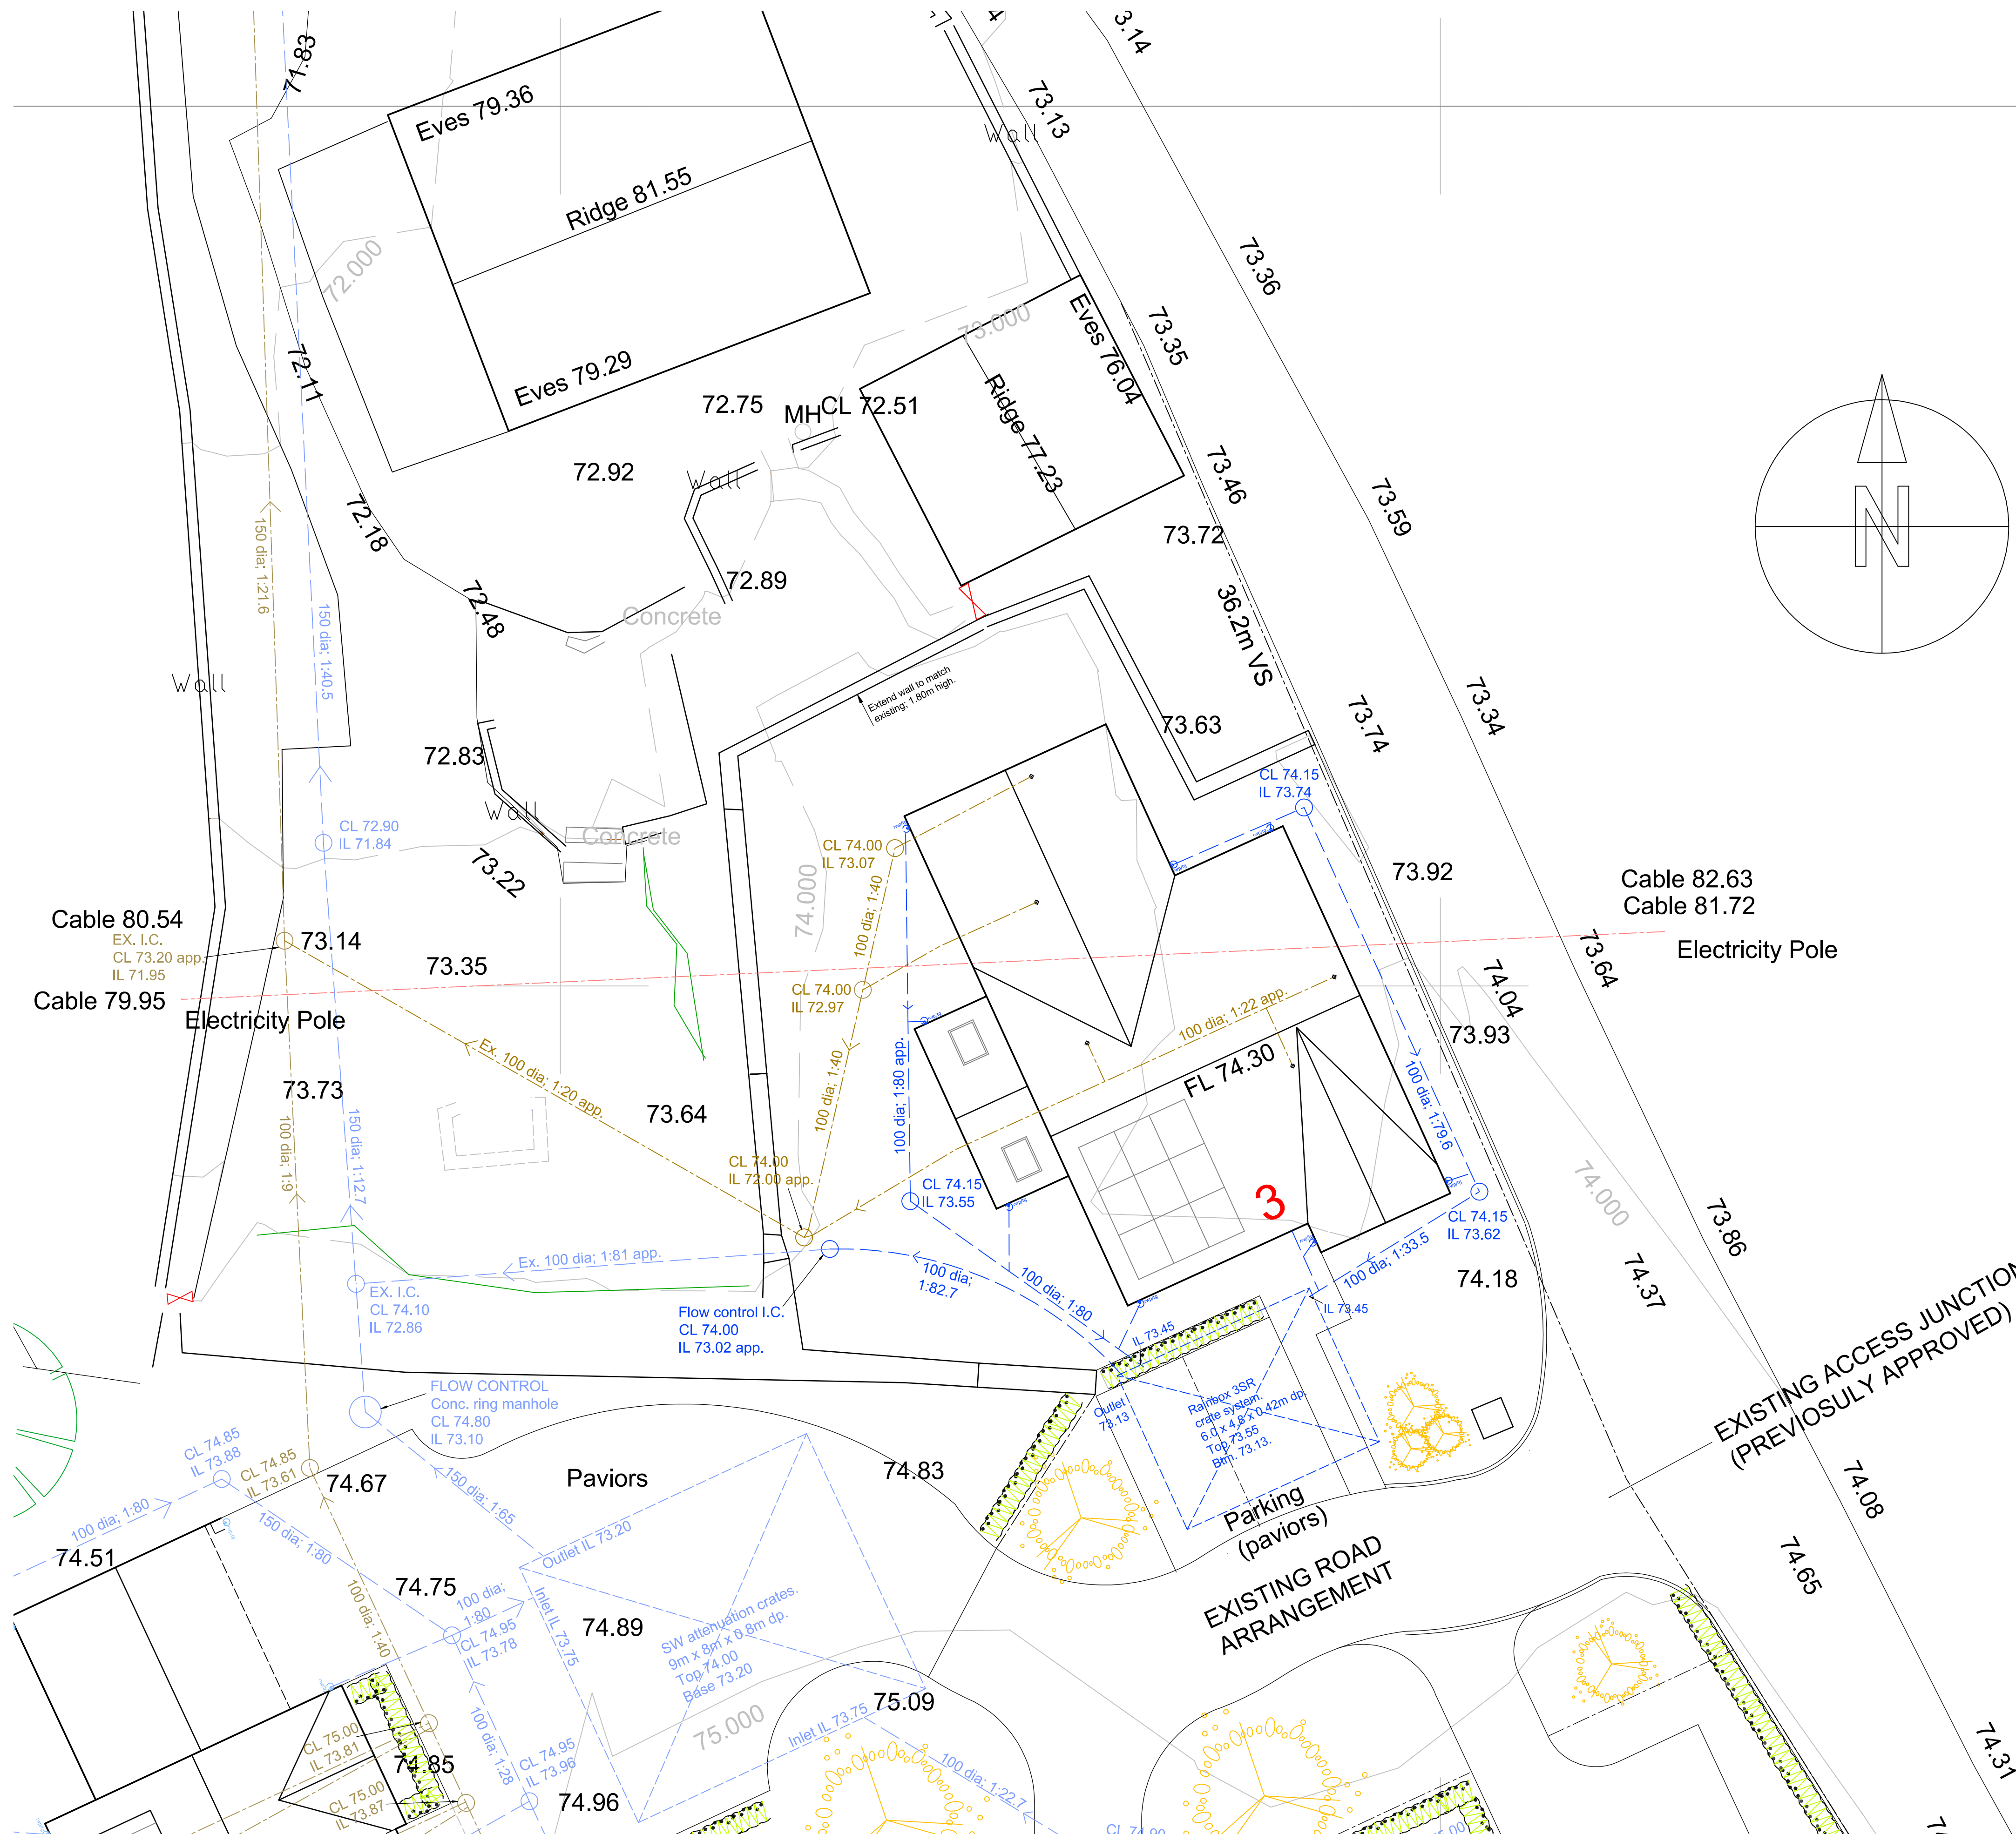 71.83
3.14
Eves 79.36
73.13
Wall
Ridge 81.55
73.36
72.000
73.000
Eves 76.04
73.35
72.11
Eves 79.29
72.75
MH
CL 72.51
Ridge 77.23
72.92
Wall
73.46
73.59
N
72.18
73.72
150 dia; 1:21.6
72.89
72.48
Concrete
36.2m VS
150 dia; 1:40.5
Wall
Extend wall to match
existing; 1.80m high.
73.34
73.74
73.63
72.83
CL 74.15
IL 73.74
Wall
CL 72.90
IL 71.84
Concrete
CL 74.00
IL 73.07
73.22
74.000
100 dia; 1:40
73.92
Cable 82.63
Cable 81.72
Cable 80.54
EX. I.C.
CL 73.20 app.
IL 71.95
73.14
73.35
73.64
Electricity Pole
Cable 79.95
Electricity Pole
CL 74.00
IL 72.97
74.04
73.93
100 dia; 1:22 app.
Ex. 100 dia; 1:20 app.
100 dia; 1:40
100 dia; 1:80 app.
FL 74.30
100 dia; 1:79.6
73.73
73.64
100 dia; 1:9
150 dia; 1:12.7
CL 74.00
IL 72.00 app.
CL 74.15
IL 73.55
3
74.000
CL 74.15
IL 73.62
73.86
Ex. 100 dia; 1:81 app.
100 dia;
1:82.7
100 dia; 1:80
100 dia; 1:33.5
74.18
74.37
EX. I.C.
CL 74.10
IL 72.86
Flow control I.C.
CL 74.00
IL 73.02 app.
IL 73.45
IL 73.45
EXISTING ACCESS JUNCTION
(PREVIOSULY APPROVED)
FLOW CONTROL
Conc. ring manhole
CL 74.80
IL 73.10
Outlet
73.13
Rainbox 3SR
crate system.
6.0 x 4.8 x 0.42m dp.
Top 73.55
Btm. 73.13.
CL 74.85
IL 73.88
CL 74.85
IL 73.61
74.67
Paviors
74.83
74.08
Parking
(paviors)
100 dia; 1:80
150 dia; 1:80
150 dia; 1:65
Outlet IL 73.20
74.51
74.75
EXISTING ROAD
ARRANGEMENT
74.65
100 dia; 1:40
100 dia;
1:80
CL 74.95
IL 73.78
Inlet IL 73.75
74.89
SW attenuation crates.
9m x 8m x 0.8m dp.
Top 74.00
Base 73.20
75.09
75.000
Inlet IL 73.75
100 dia; 1:28
CL 75.00
IL 73.81
74.85
CL 74.95
IL 73.96
74.31
CL 75.00
IL 73.87
74.96
100 dia; 1:22.7
CL 74.90